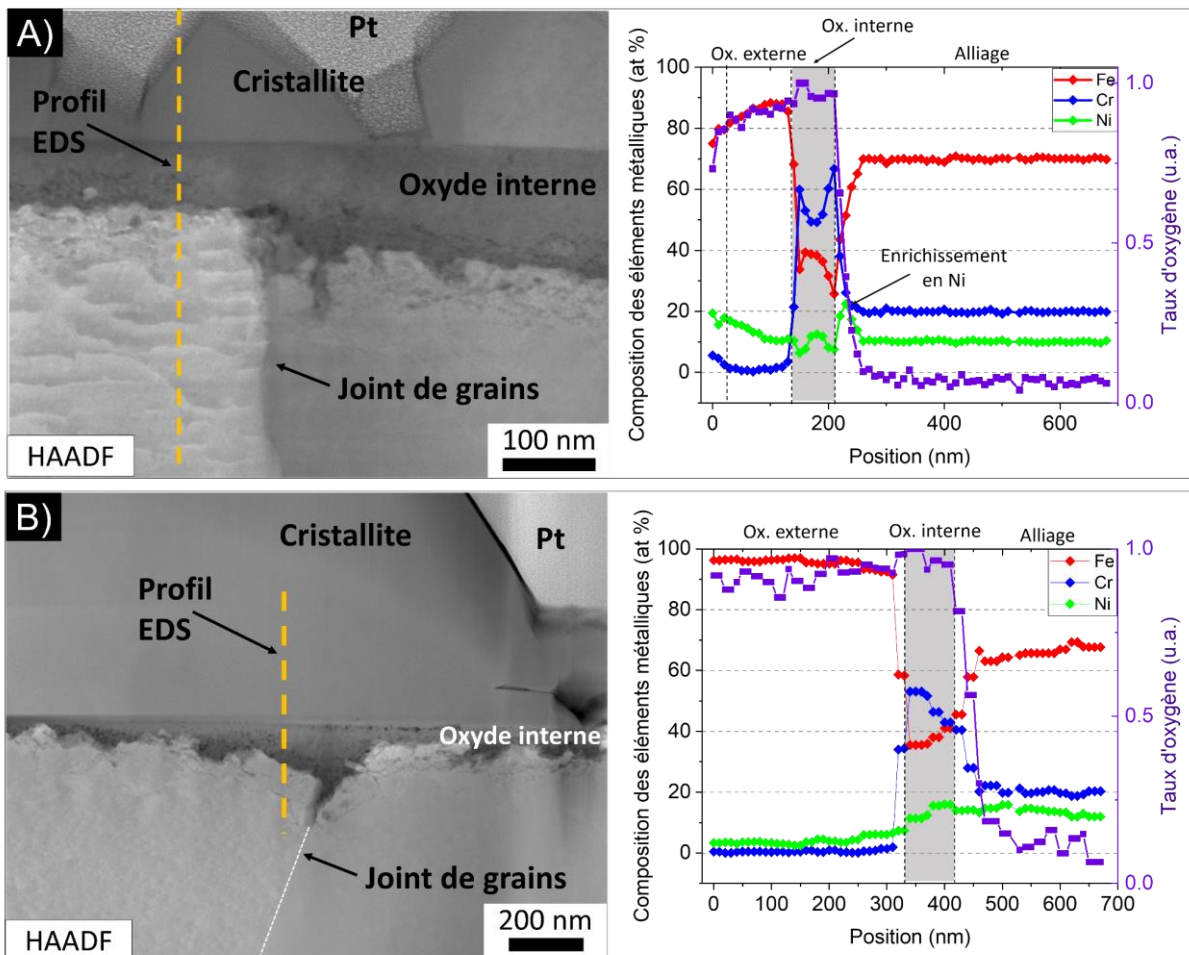 A)
Pt
Cristallite
Profil
EDS
Oxyde interne
Joint de grains
HAADF
100 nm
Ox. interne
Ox. externe
Alliage
Fe
Cr
Ni
Enrichissement
en Ni
Composition des éléments métalliques (at %)
100
80
60
40
20
0
0
200
400
600
Position (nm)
1.0
0.5
0.0
Taux d'oxygène (u.a.)
B)
Cristallite
Pt
Profil
EDS
Oxyde interne
Joint de grains
HAADF
200 nm
Ox. externe
Ox. interne
Alliage
Fe
Cr
Ni
Composition des éléments métalliques (at %)
100
80
60
40
20
0
0
100
200
300
400
500
600
700
Position (nm)
1.0
0.5
0.0
Taux d'oxygène (u.a.)